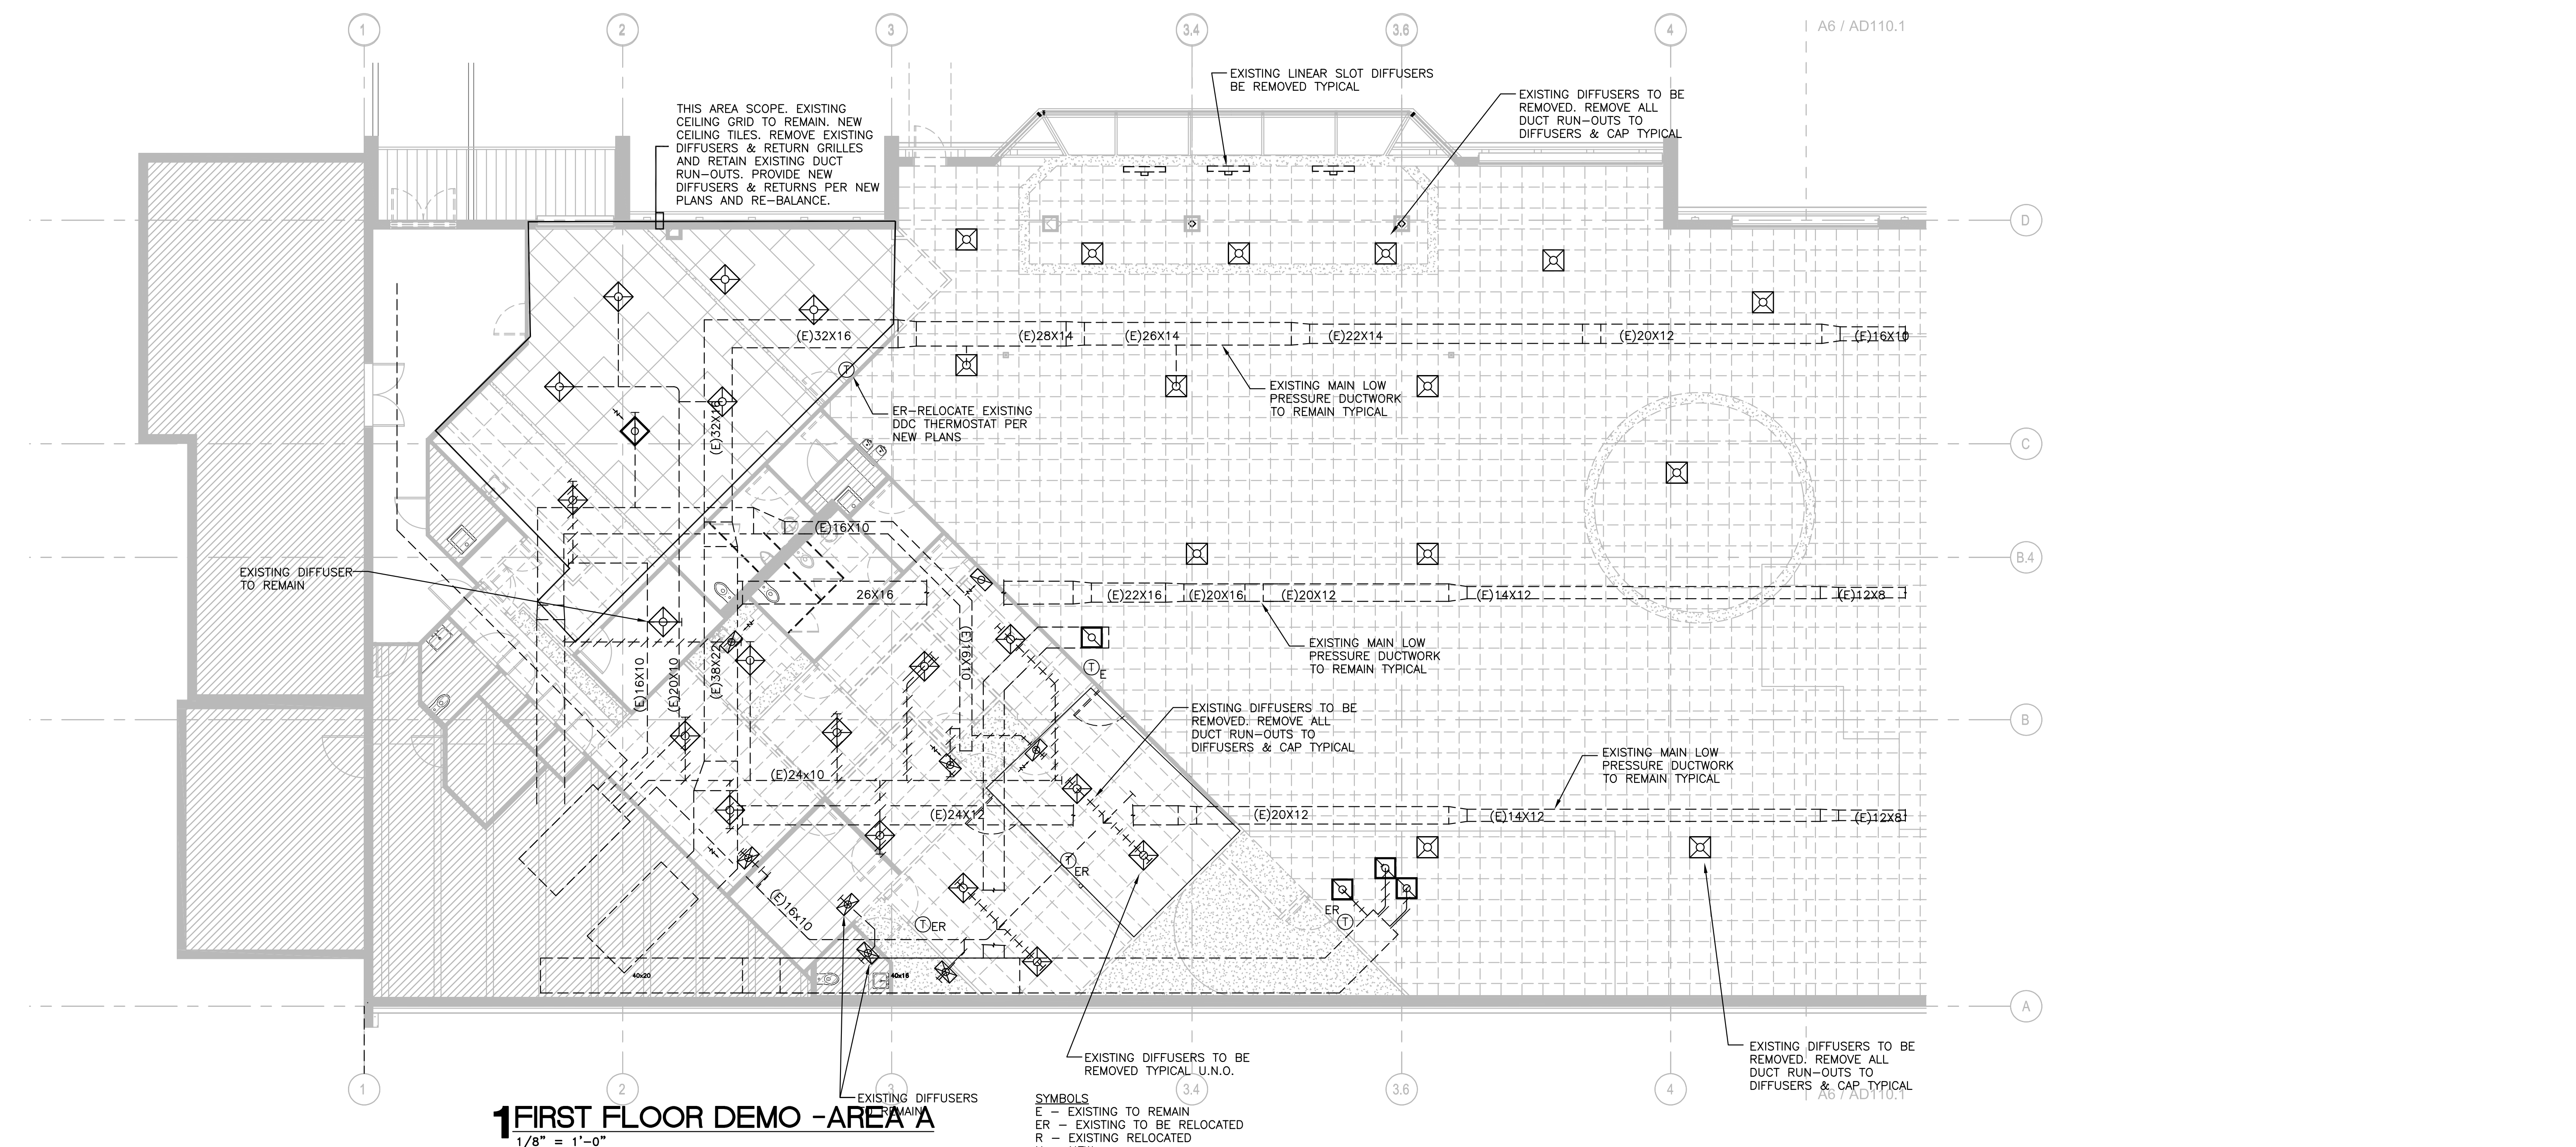 1
2
3
3.4
3.6
4
A6 / AD110.1
EXISTING LINEAR SLOT DIFFUSERS
BE REMOVED TYPICAL
EXISTING DIFFUSERS TO BE
REMOVED. REMOVE ALL
DUCT RUN-OUTS TO
DIFFUSERS & CAP TYPICAL
THIS AREA SCOPE. EXISTING
CEILING GRID TO REMAIN. NEW
CEILING TILES. REMOVE EXISTING
DIFFUSERS & RETURN GRILLES
AND RETAIN EXISTING DUCT
RUN-OUTS. PROVIDE NEW
DIFFUSERS & RETURNS PER NEW
PLANS AND RE-BALANCE.
D
(E)32X16
(E)28X14
(E)26X14
(E)22X14
(E)20X12
(E)16X10
T
EXISTING MAIN LOW
PRESSURE DUCTWORK
TO REMAIN TYPICAL
ER-RELOCATE EXISTING
DDC THERMOSTAT PER
NEW PLANS
(E)32X16
C
(E)16X10
B.4
EXISTING DIFFUSER
TO REMAIN
26X16
(E)22X16
(E)20X16
(E)20X12
(E)14X12
(E)12X8
EXISTING MAIN LOW
PRESSURE DUCTWORK
TO REMAIN TYPICAL
(E)16X10
(E)20X10
(E)38X22
(E)16X10
T
E
EXISTING DIFFUSERS TO BE
REMOVED. REMOVE ALL
DUCT RUN-OUTS TO
DIFFUSERS & CAP TYPICAL
B
EXISTING MAIN LOW
PRESSURE DUCTWORK
TO REMAIN TYPICAL
(E)24x10
(E)24X12
(E)20X12
(E)14X12
(E)12X8
T
ER
(E)16x10
T
ER
ER
T
40x20
40x16
A
EXISTING DIFFUSERS TO BE
REMOVED TYPICAL U.N.O.
EXISTING DIFFUSERS TO BE
REMOVED. REMOVE ALL
DUCT RUN-OUTS TO
DIFFUSERS & CAP TYPICAL
A6 / AD110.1
1
2
3
3.4
3.6
4
EXISTING DIFFUSERS
TO REMAIN
1 FIRST FLOOR DEMO -AREA A
1/8" = 1'-0"
SYMBOLS
E - EXISTING TO REMAIN
ER - EXISTING TO BE RELOCATED
R - EXISTING RELOCATED